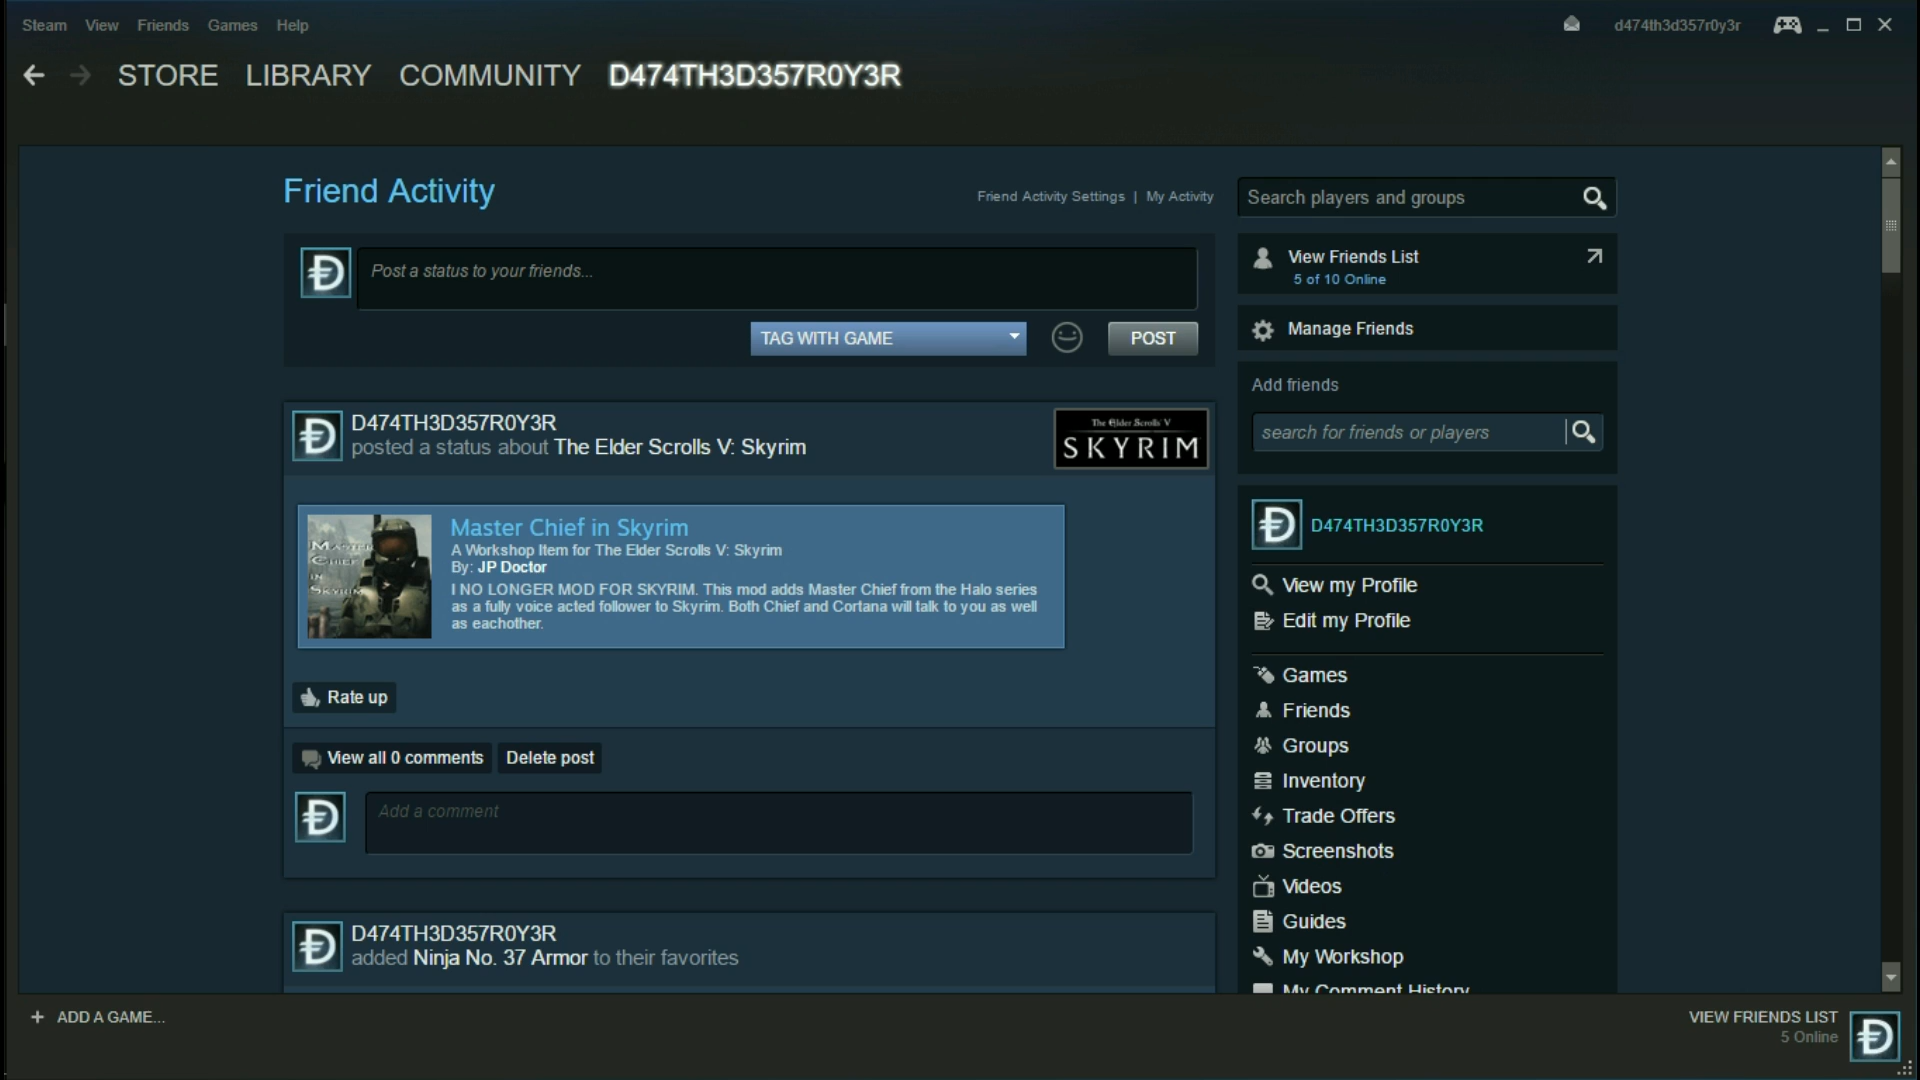 Steam View Friends Games Help
d474th3d357r0y3r
STORE LIBRARY COMMUNITY D474TH3D357R0Y3R
Friend Activity
Friend Activity Settings | My Activity
Post a status to your friends...
TAG WITH GAME
POST
D474TH3D357R0Y3R
posted a status about The Elder Scrolls V: Skyrim
The Elder Scrolls V
SKYRIM
Master Chief in Skyrim
A Workshop Item for The Elder Scrolls V: Skyrim
By: JP Doctor
I NO LONGER MOD FOR SKYRIM. This mod adds Master Chief from the Halo series
as a fully voice acted follower to Skyrim. Both Chief and Cortana will talk to you as well
as eachother.
Master
Chief
in
Skyrim
Rate up
View all 0 comments
Delete post
Add a comment
D474TH3D357R0Y3R
added Ninja No. 37 Armor to their favorites
Search players and groups
View Friends List
5 of 10 Online
Manage Friends
Add friends
search for friends or players
D474TH3D357R0Y3R
View my Profile
Edit my Profile
Games
Friends
Groups
Inventory
Trade Offers
Screenshots
Videos
Guides
My Workshop
My Comment History
+ ADD A GAME...
VIEW FRIENDS LIST
5 Online